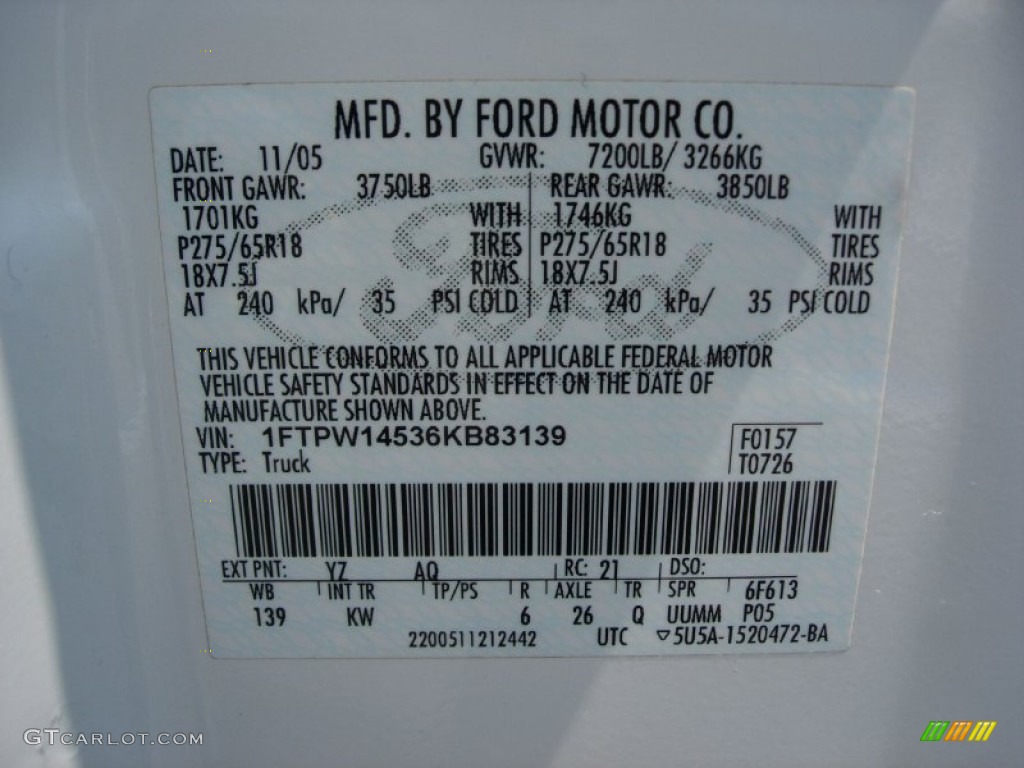 MFD. BY FORD MOTOR CO.
DATE: 11/05 GVWR: 7200LB/ 3266KG
FRONT GAWR: 3750LB REAR GAWR: 3850LB
1701KG WITH 1746KG WITH
P275/65R18 TIRES P275/65R18 TIRES
18X7.5J RIMS 18X7.5J RIMS
AT 240 kPa/ 35 PSI COLD AT 240 kPa/ 35 PSI COLD
Ford
THIS VEHICLE CONFORMS TO ALL APPLICABLE FEDERAL MOTOR
VEHICLE SAFETY STANDARDS IN EFFECT ON THE DATE OF
MANUFACTURE SHOWN ABOVE.
VIN: 1FTPW14536KB83139 F0157
TYPE: Truck T0726
EXT PNT: YZ AQ RC: 21 DSO:
WB INT TR TP/PS R AXLE TR SPR 6F613
139 KW 6 26 Q UUMM P05
2200511212442 UTC ▽5U5A-1520472-BA
GTCARLOT.COM